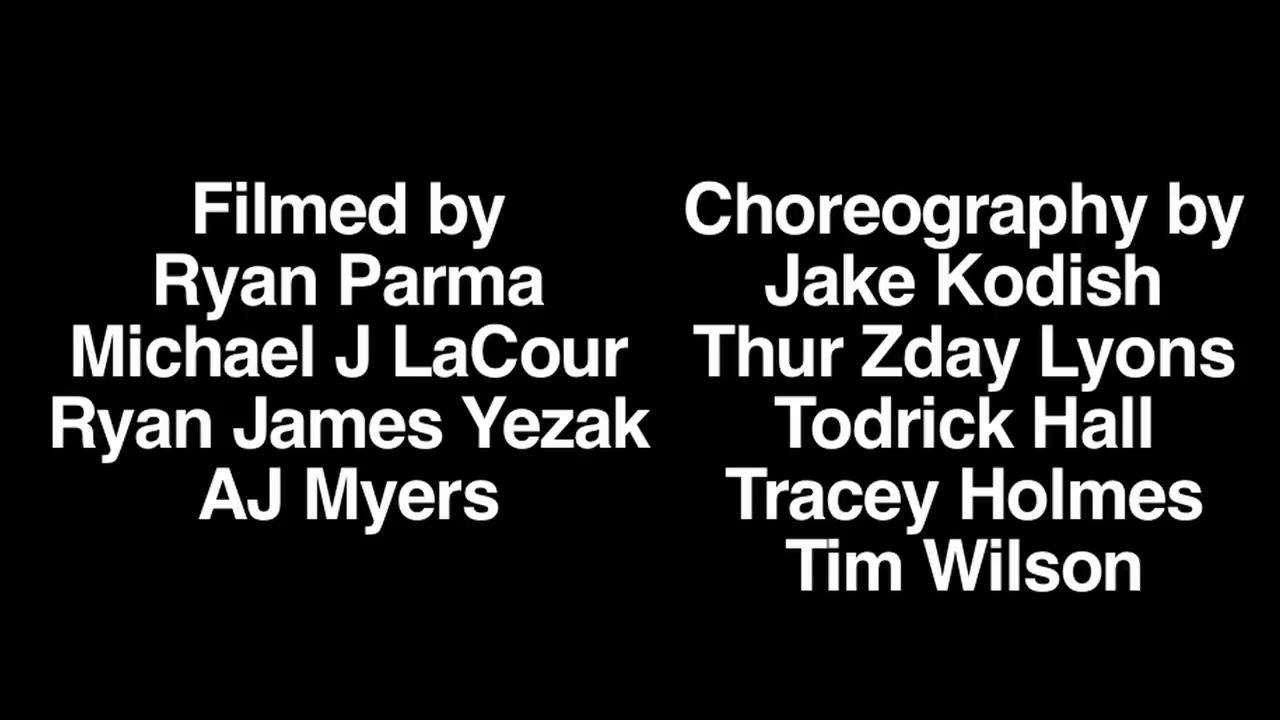 Filmed by
Ryan Parma
Michael J LaCour
Ryan James Yezak
AJ Myers
Choreography by
Jake Kodish
Thur Zday Lyons
Todrick Hall
Tracey Holmes
Tim Wilson